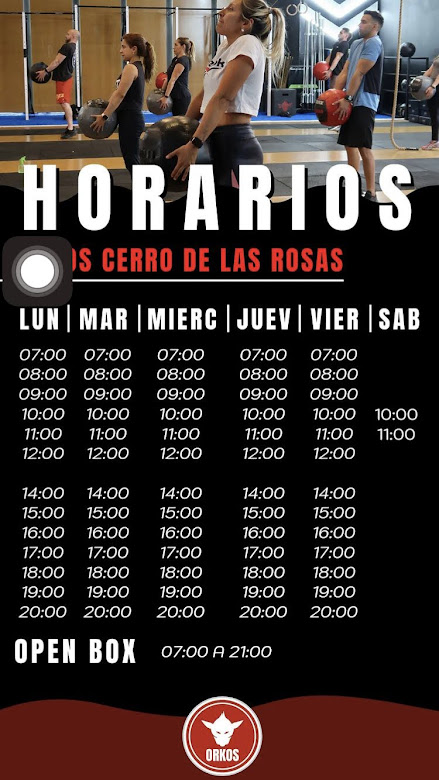 HORARIOS
CERRO DE LAS ROSAS
LUN | MAR | MIERC | JUEV | VIER | SAB
07:00 07:00 07:00 07:00 07:00
08:00 08:00 08:00 08:00 08:00
09:00 09:00 09:00 09:00 09:00
10:00 10:00 10:00 10:00 10:00 10:00
11:00 11:00 11:00 11:00 11:00 11:00
12:00 12:00 12:00 12:00 12:00
14:00 14:00 14:00 14:00 14:00
15:00 15:00 15:00 15:00 15:00
16:00 16:00 16:00 16:00 16:00
17:00 17:00 17:00 17:00 17:00
18:00 18:00 18:00 18:00 18:00
19:00 19:00 19:00 19:00 19:00
20:00 20:00 20:00 20:00 20:00
OPEN BOX 07:00 A 21:00
ORKOS